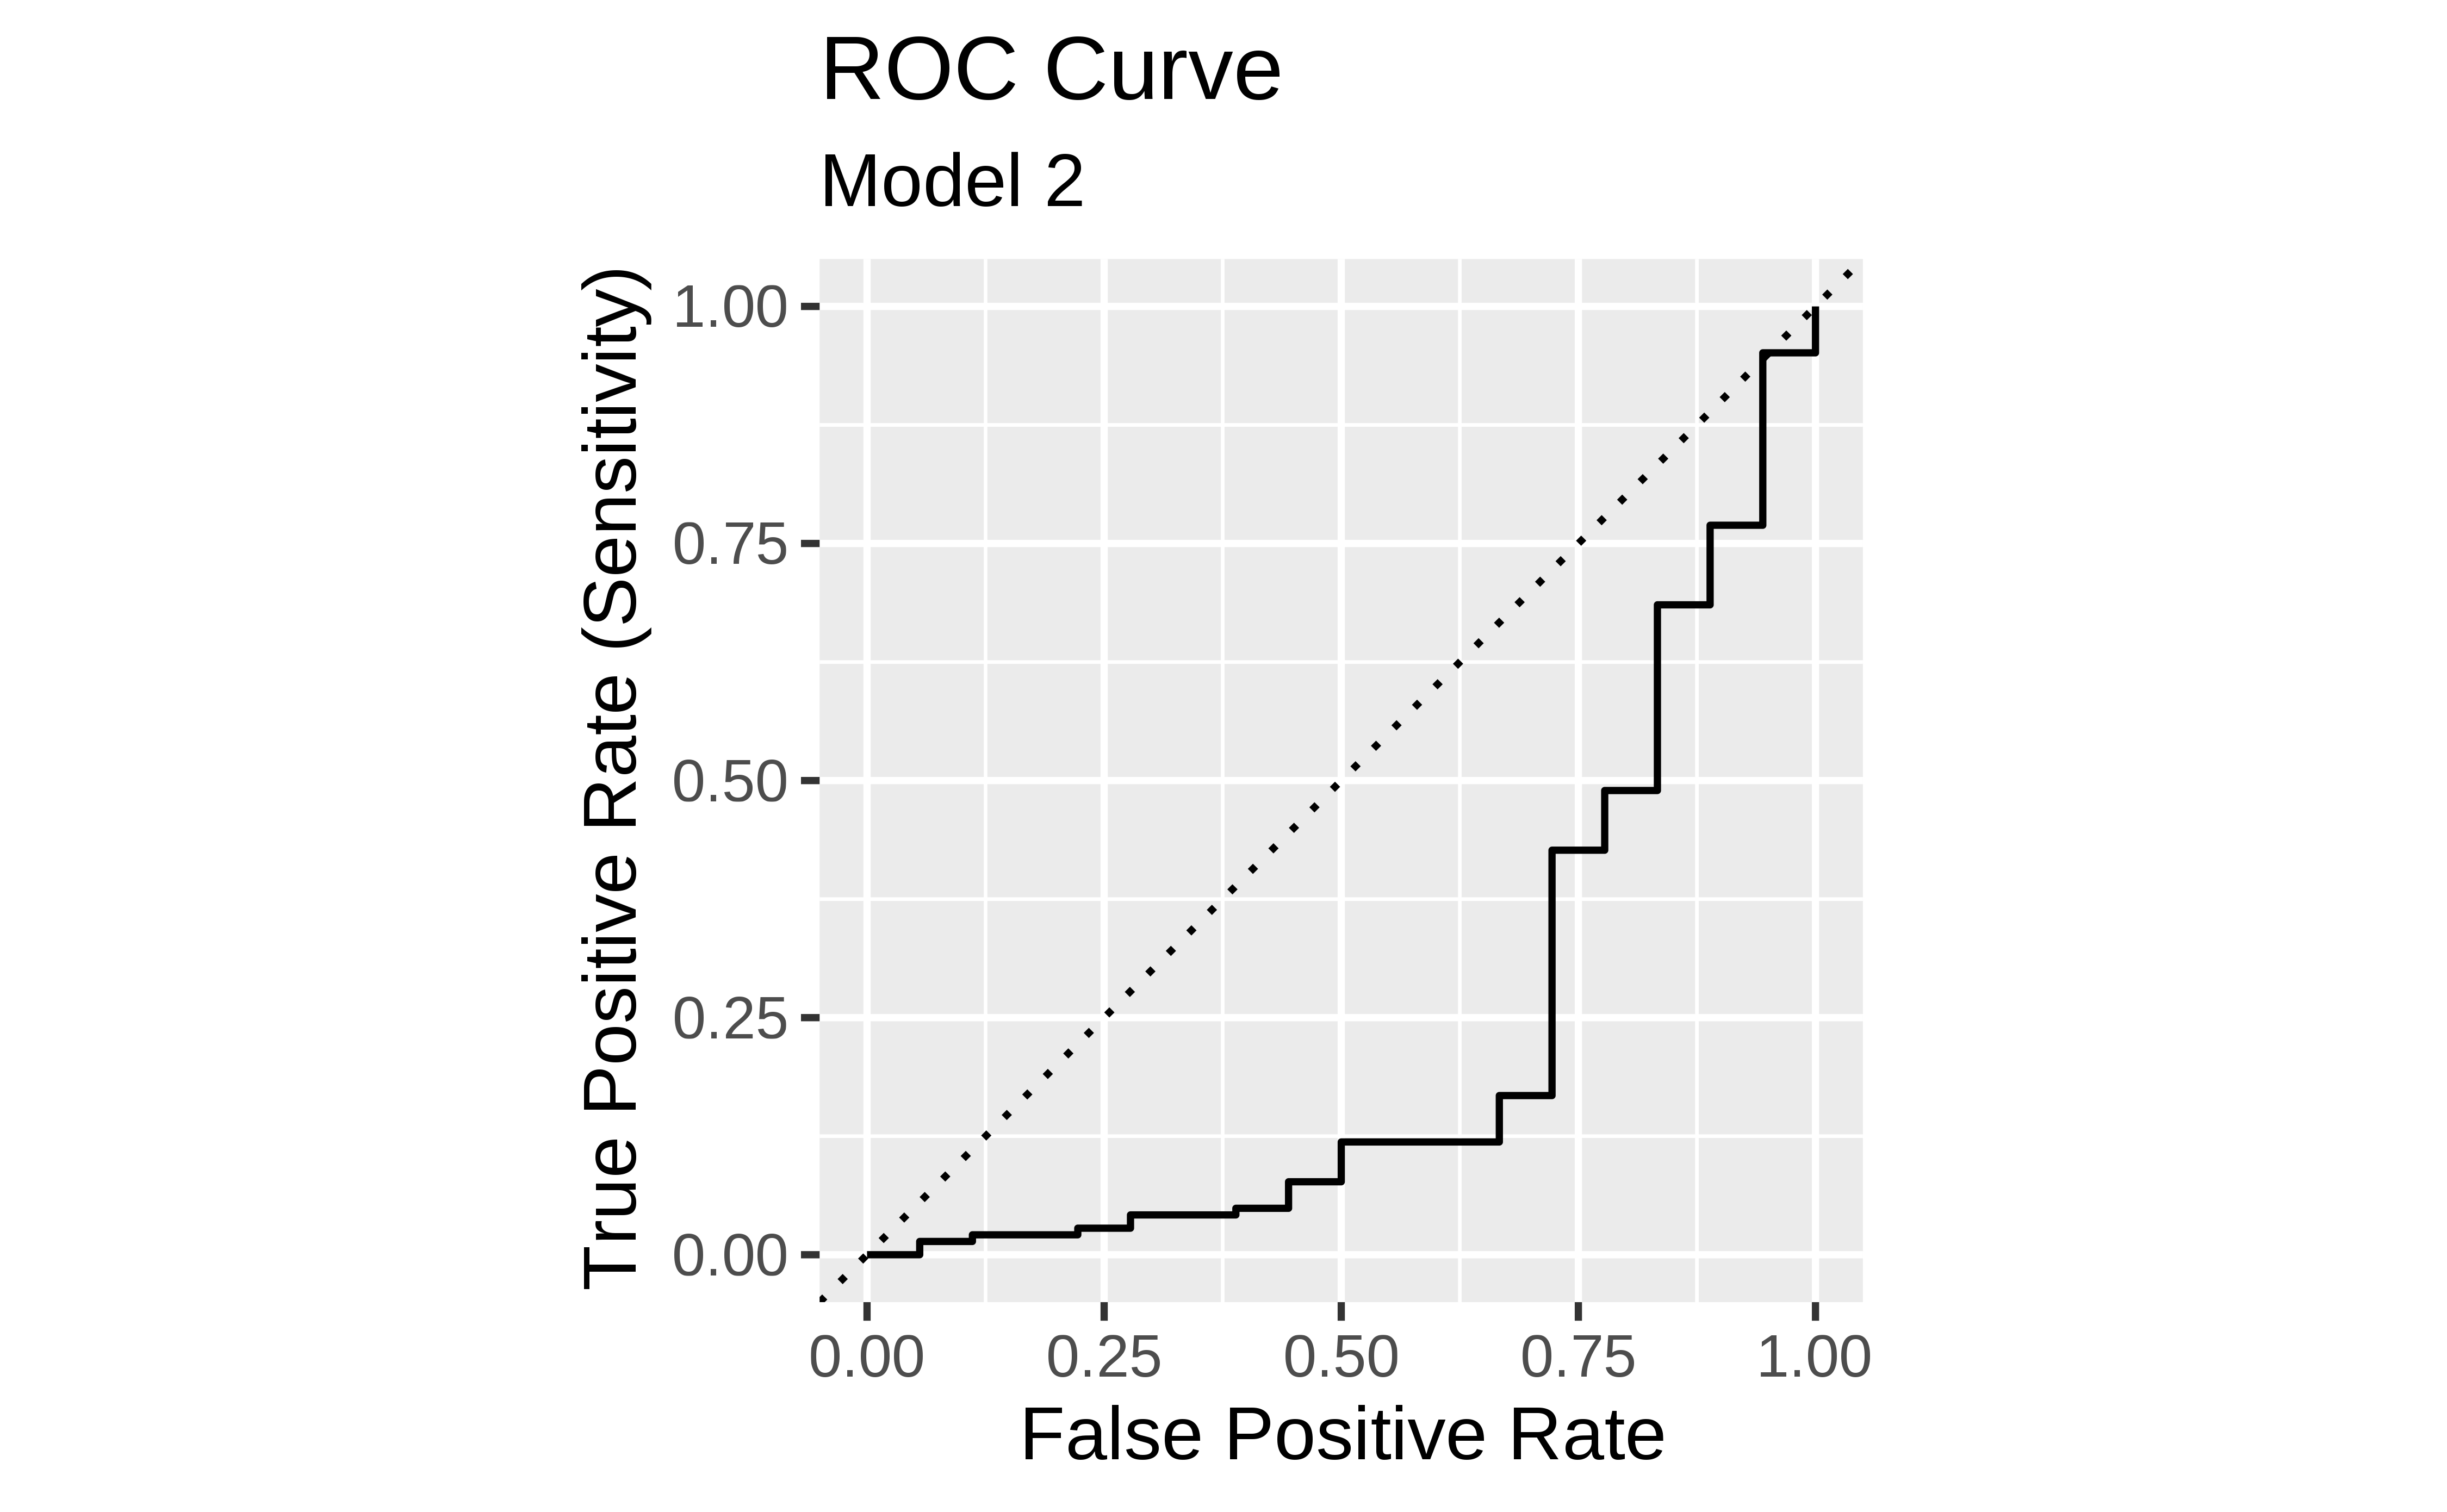 ROC Curve
Model 2
True Positive Rate (Sensitivity)
1.00
0.75
0.50
0.25
0.00
0.00 0.25 0.50 0.75 1.00
False Positive Rate